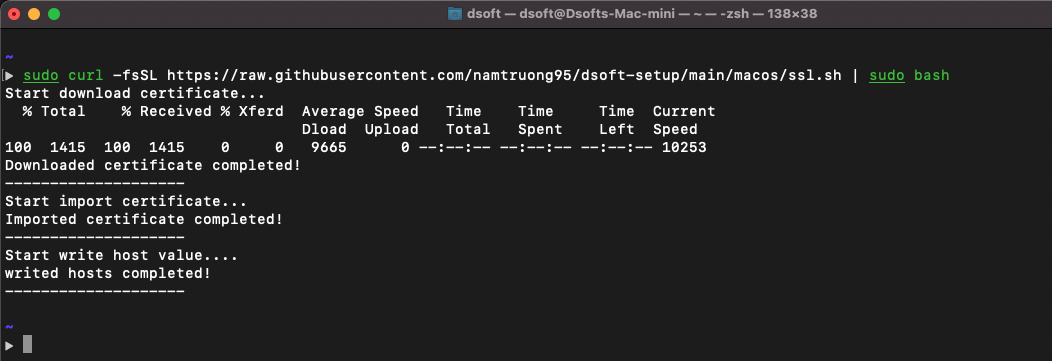 dsoft — dsoft@Dsofts-Mac-mini — ~ — -zsh — 138×38
~
▶ sudo curl -fsSL https://raw.githubusercontent.com/namtruong95/dsoft-setup/main/macos/ssl.sh | sudo bash
Start download certificate...
  % Total    % Received % Xferd  Average Speed   Time    Time     Time  Current
                                 Dload  Upload   Total   Spent    Left  Speed
100  1415  100  1415    0     0   9665      0 --:--:-- --:--:-- --:--:-- 10253
Downloaded certificate completed!
--------------------
Start import certificate...
Imported certificate completed!
--------------------
Start write host value....
writed hosts completed!
--------------------
~
▶